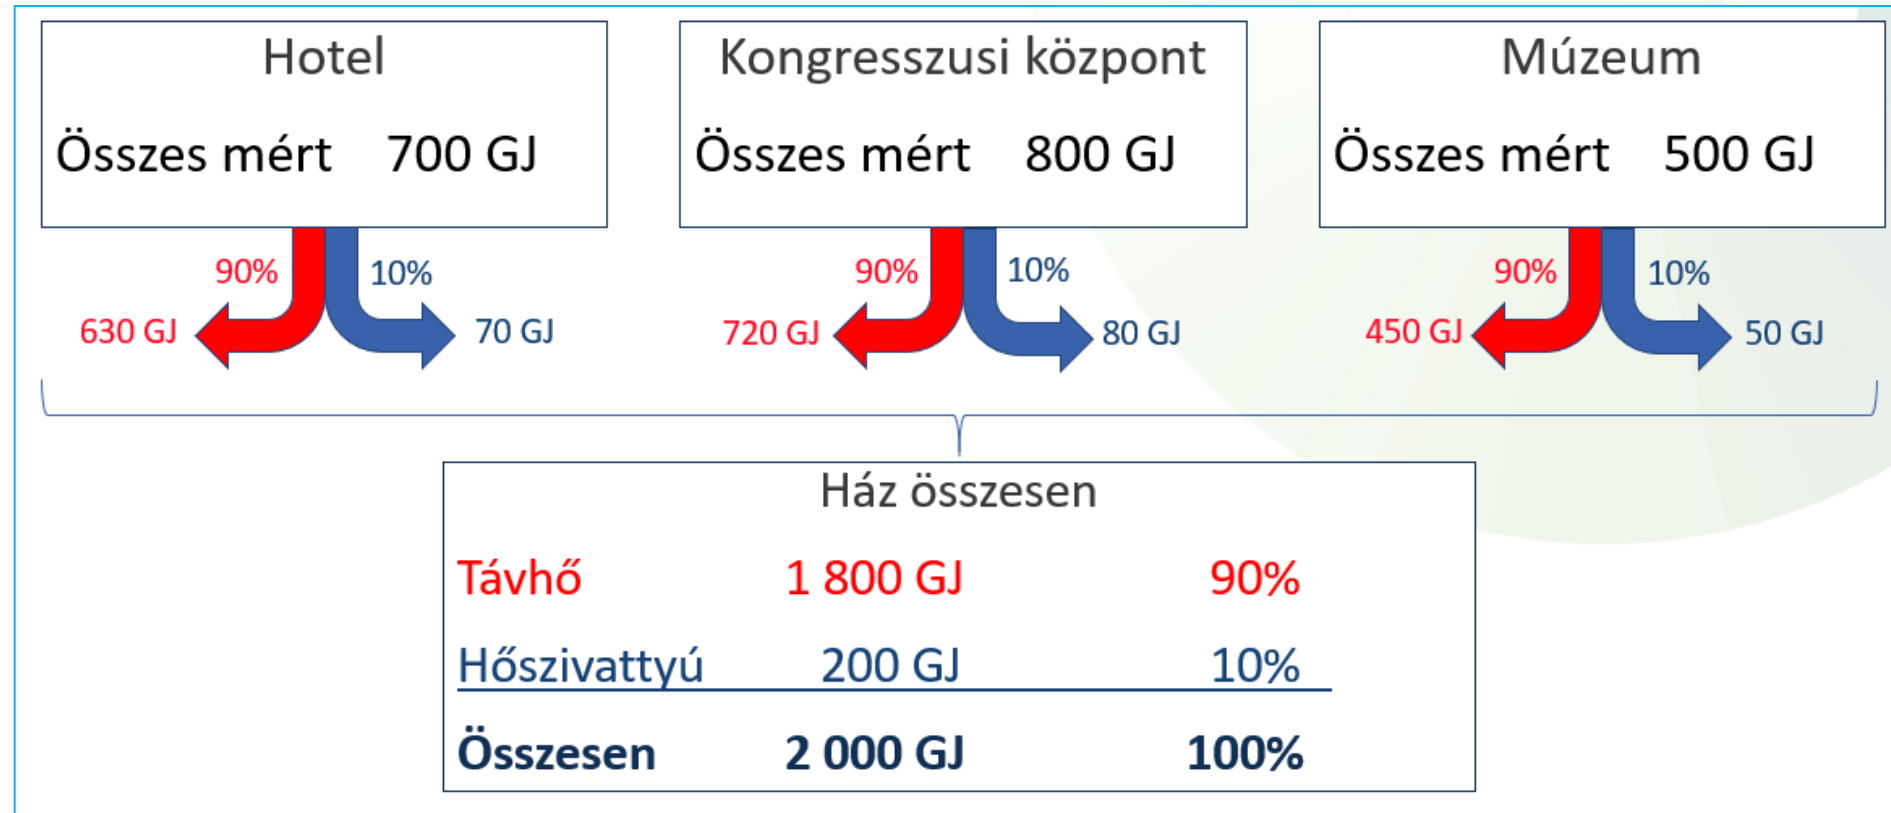 Hotel
Összes mért 700 GJ
90%
10%
630 GJ
70 GJ
Kongresszusi központ
Összes mért 800 GJ
90%
10%
720 GJ
80 GJ
Múzeum
Összes mért 500 GJ
90%
10%
450 GJ
50 GJ
Ház összesen
Távhő 1 800 GJ 90%
Hőszivattyú 200 GJ 10%
Összesen 2 000 GJ 100%